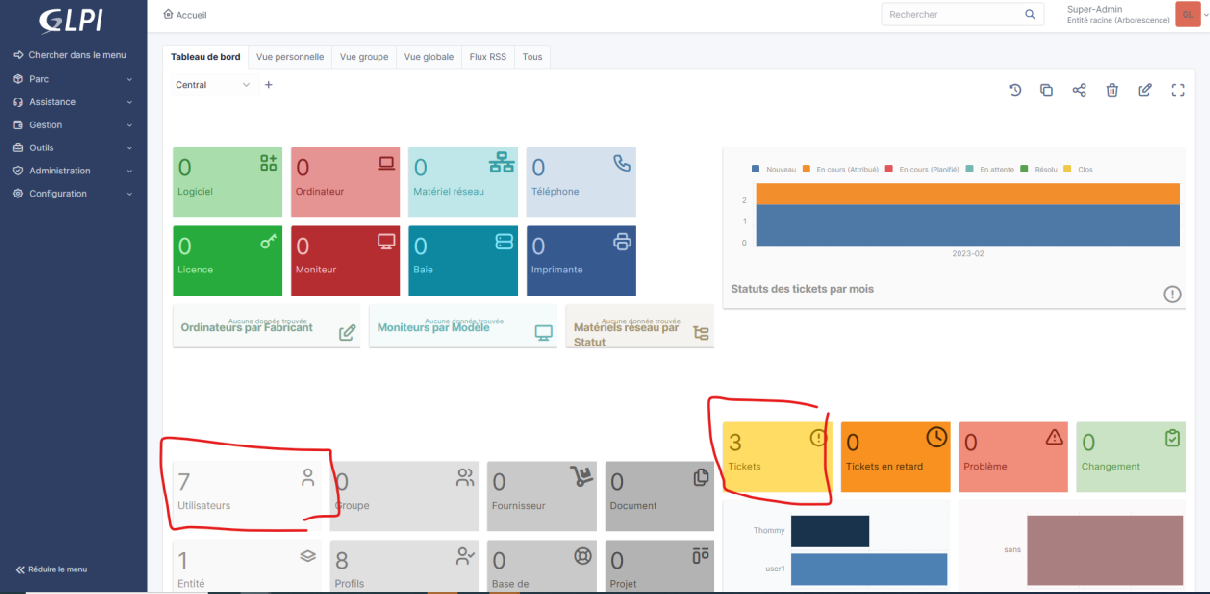 GLPI
Chercher dans le menu
Parc
Assistance
Gestion
Outils
Administration
Configuration
Réduire le menu
Accueil
Rechercher
Super-Admin
Entité racine (Arborescence)
GL
Tableau de bord
Vue personnelle
Vue groupe
Vue globale
Flux RSS
Tous
Central
0
Logiciel
0
Ordinateur
0
Matériel réseau
0
Téléphone
0
Licence
0
Moniteur
0
Baie
0
Imprimante
Aucune donnée trouvée
Ordinateurs par Fabricant
Aucune donnée trouvée
Moniteurs par Modèle
Aucune donnée trouvée
Matériels réseau par
Statut
Nouveau
En cours (Attribué)
En cours (Planifié)
En attente
Résolu
Clos
2
1
0
2023-02
Statuts des tickets par mois
7
Utilisateurs
0
Groupe
0
Fournisseur
0
Document
1
Entité
8
Profils
0
Base de
0
Projet
3
Tickets
0
Tickets en retard
0
Problème
0
Changement
Thommy
user1
sans